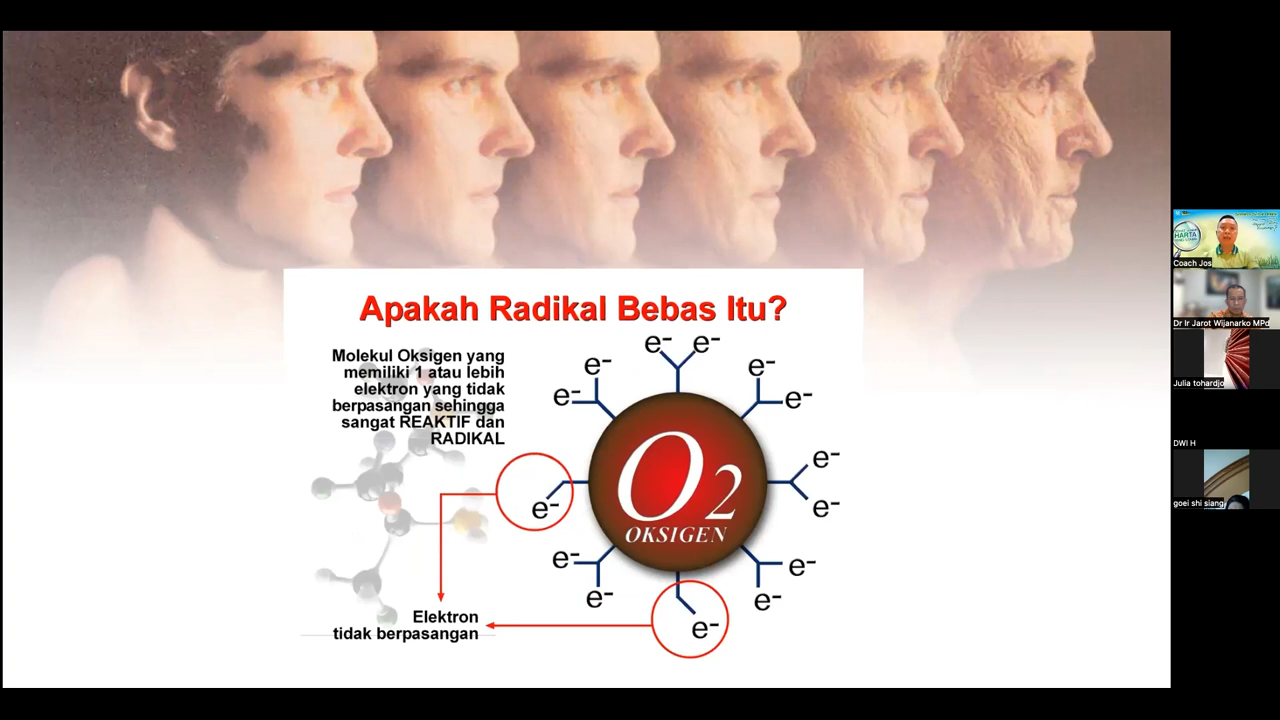 Apakah Radikal Bebas Itu?
Molekul Oksigen yang
memiliki 1 atau lebih
elektron yang tidak
berpasangan sehingga
sangat REAKTIF dan
RADIKAL
e-
e-
e-
e-
e-
e-
e-
e-
e-
e-
e-
e-
e-
e-
O2
OKSIGEN
Elektron
tidak berpasangan
HARTA
Coach Jos
Dr Ir Jarot Wijanarko MPd
Julia tohardjo
DWI H
goei shi siang